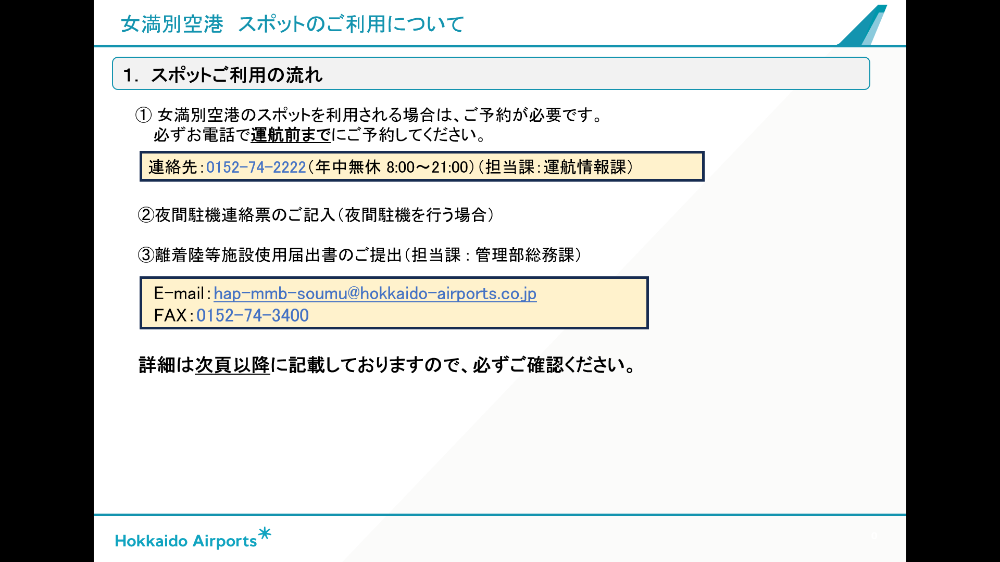 女満別空港　スポットのご利用について
１．スポットご利用の流れ
① 女満別空港のスポットを利用される場合は、ご予約が必要です。
必ずお電話で運航前までにご予約してください。
連絡先：0152-74-2222（年中無休 8:00～21:00）（担当課：運航情報課）
②夜間駐機連絡票のご記入（夜間駐機を行う場合）
③離着陸等施設使用届出書のご提出（担当課：管理部総務課）
E-mail：hap-mmb-soumu@hokkaido-airports.co.jp
FAX：0152-74-3400
詳細は次頁以降に記載しておりますので、必ずご確認ください。
Hokkaido Airports